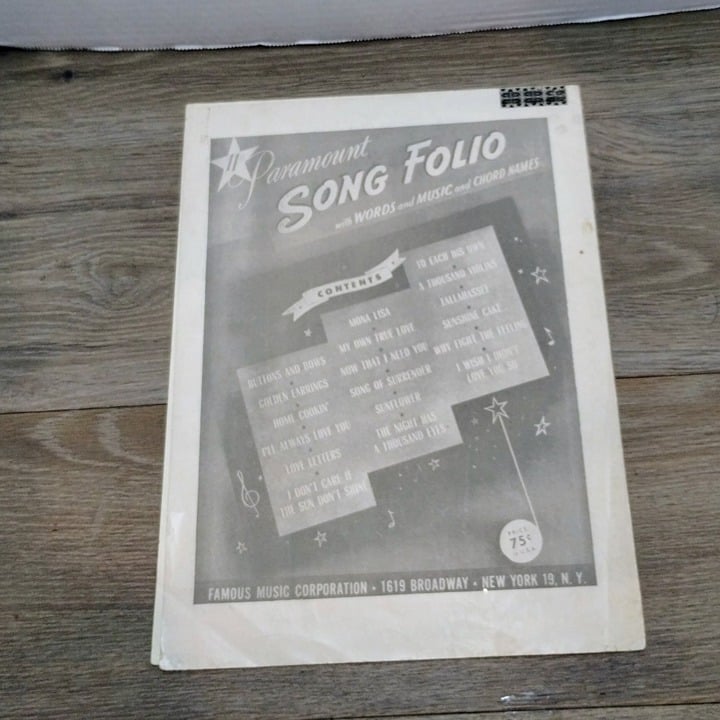 Paramount
SONG FOLIO
with WORDS and MUSIC and CHORD NAMES
CONTENTS
BUTTONS AND BOWS
GOLDEN EARRINGS
HOME COOKIN'
I'LL ALWAYS LOVE YOU
LOVE LETTERS
I DON'T CARE IF
THE SUN DON'T SHINE
MONA LISA
MY OWN TRUE LOVE
NOW THAT I NEED YOU
SONG OF SURRENDER
SUNFLOWER
THE NIGHT HAS
A THOUSAND EYES
TO EACH HIS OWN
A THOUSAND VIOLINS
TALLAHASSEE
SUNSHINE CAKE
WHY FIGHT THE FEELING
I WISH I DIDN'T
LOVE YOU SO
PRICE
75¢
IN U.S.A.
FAMOUS MUSIC CORPORATION • 1619 BROADWAY • NEW YORK 19, N. Y.